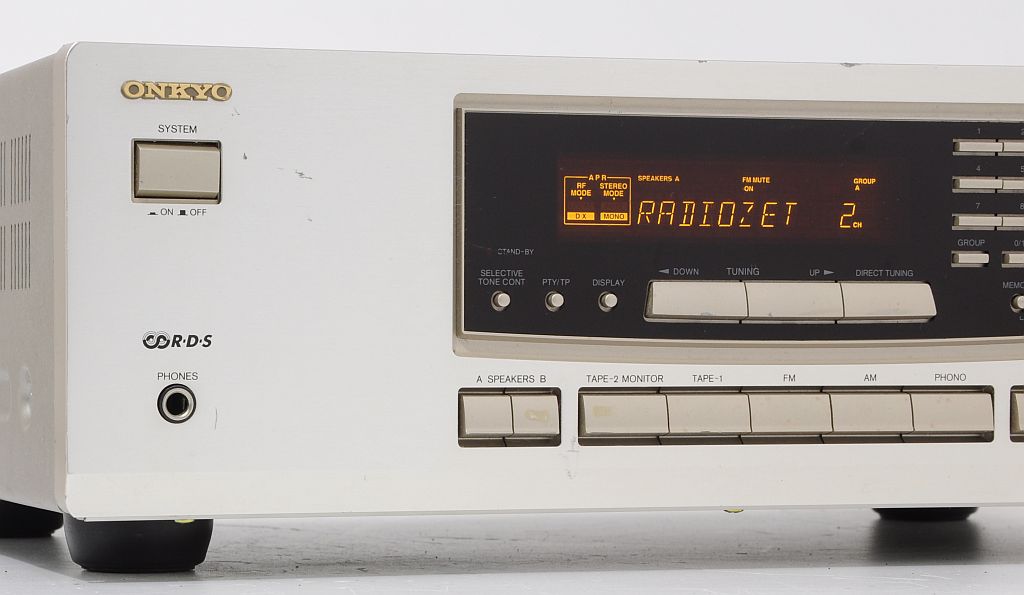 ONKYO
SYSTEM
ON OFF
R·D·S
PHONES
APR
RF MODE
STEREO MODE
DX
MONO
SPEAKERS A
FM MUTE
ON
GROUP
A
RADIOZET 2 CH
STAND-BY
SELECTIVE
TONE CONT
PTY/TP
DISPLAY
◄ DOWN TUNING UP ►
DIRECT TUNING
1
4
7
GROUP
A SPEAKERS B
TAPE-2 MONITOR
TAPE-1
FM
AM
PHONO